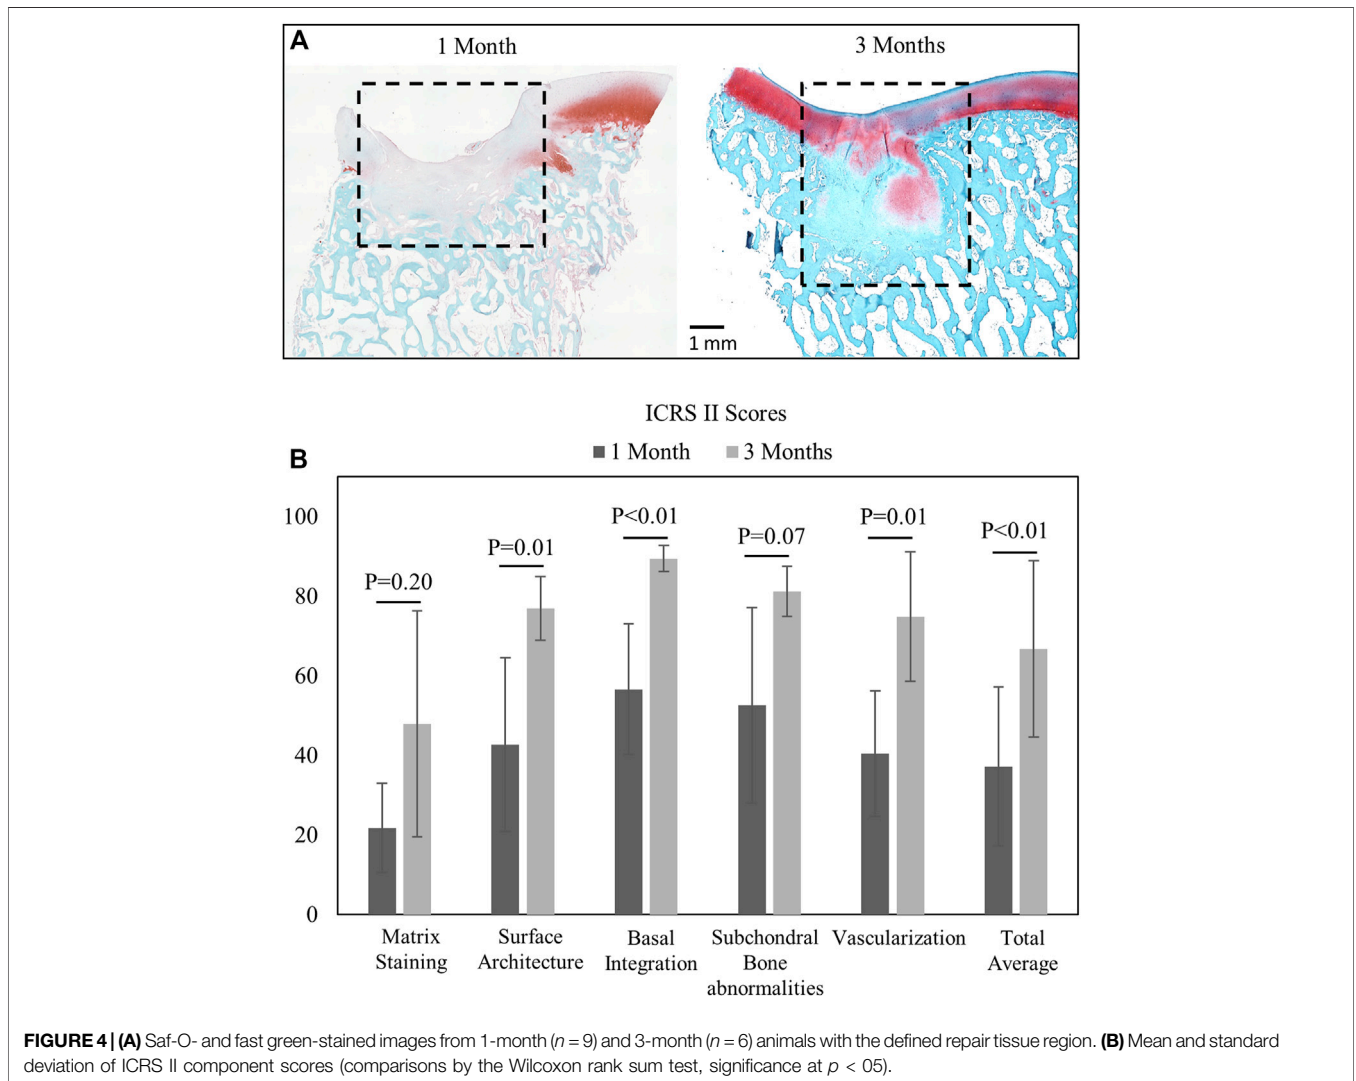 A
1 Month
3 Months
1 mm
ICRS II Scores
1 Month
3 Months
B
100
80
60
40
20
0
P=0.20
P=0.01
P<0.01
P=0.07
P=0.01
P<0.01
Matrix
Staining
Surface
Architecture
Basal
Integration
Subchondral
Bone
abnormalities
Vascularization
Total
Average
FIGURE 4 | (A) Saf-O- and fast green-stained images from 1-month (n = 9) and 3-month (n = 6) animals with the defined repair tissue region. (B) Mean and standard
deviation of ICRS II component scores (comparisons by the Wilcoxon rank sum test, significance at p < 05).